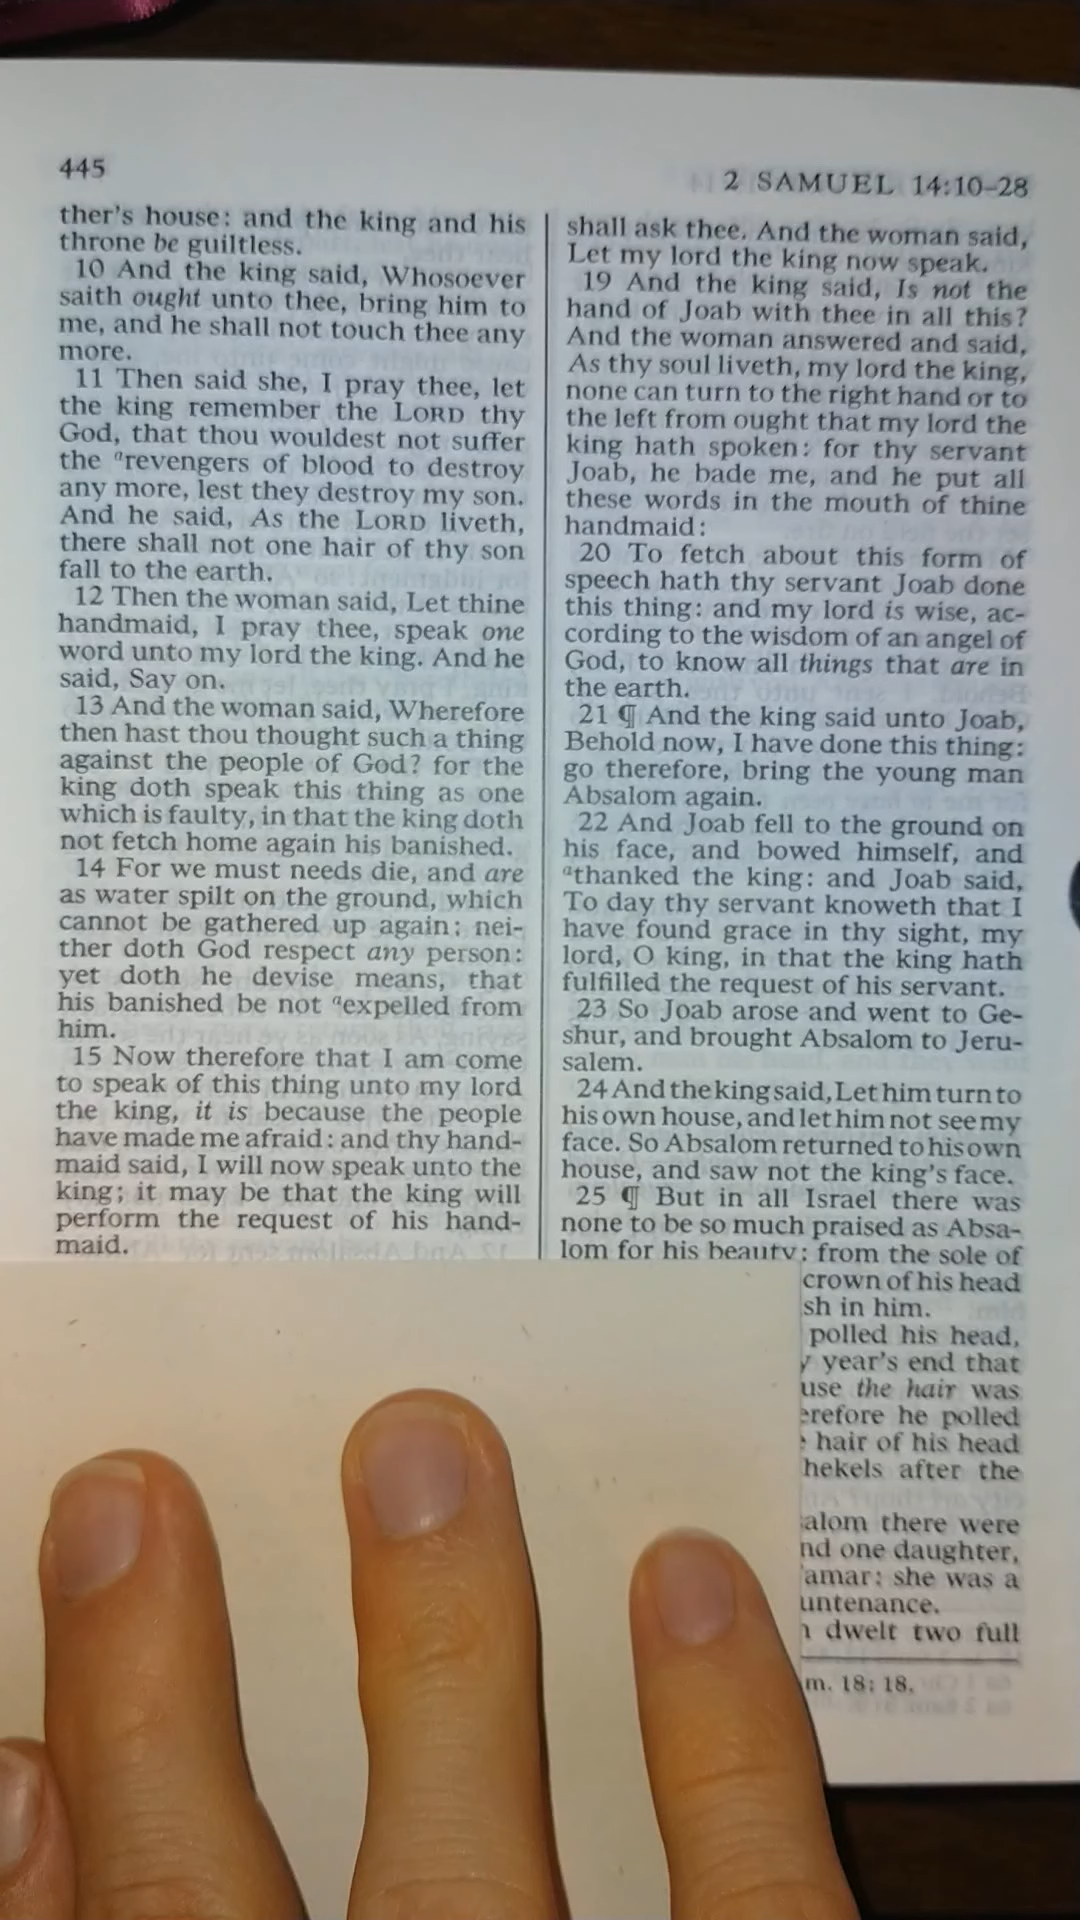 445
2 SAMUEL 14:10–28
ther's house: and the king and his
throne be guiltless.
10 And the king said, Whosoever
saith ought unto thee, bring him to
me, and he shall not touch thee any
more.
11 Then said she, I pray thee, let
the king remember the LORD thy
God, that thou wouldest not suffer
the ᵃrevengers of blood to destroy
any more, lest they destroy my son.
And he said, As the LORD liveth,
there shall not one hair of thy son
fall to the earth.
12 Then the woman said, Let thine
handmaid, I pray thee, speak one
word unto my lord the king. And he
said, Say on.
13 And the woman said, Wherefore
then hast thou thought such a thing
against the people of God? for the
king doth speak this thing as one
which is faulty, in that the king doth
not fetch home again his banished.
14 For we must needs die, and are
as water spilt on the ground, which
cannot be gathered up again; nei-
ther doth God respect any person:
yet doth he devise means, that
his banished be not ᵃexpelled from
him.
15 Now therefore that I am come
to speak of this thing unto my lord
the king, it is because the people
have made me afraid: and thy hand-
maid said, I will now speak unto the
king; it may be that the king will
perform the request of his hand-
maid.
shall ask thee. And the woman said,
Let my lord the king now speak.
19 And the king said, Is not the
hand of Joab with thee in all this?
And the woman answered and said,
As thy soul liveth, my lord the king,
none can turn to the right hand or to
the left from ought that my lord the
king hath spoken: for thy servant
Joab, he bade me, and he put all
these words in the mouth of thine
handmaid:
20 To fetch about this form of
speech hath thy servant Joab done
this thing: and my lord is wise, ac-
cording to the wisdom of an angel of
God, to know all things that are in
the earth.
21 ¶ And the king said unto Joab,
Behold now, I have done this thing:
go therefore, bring the young man
Absalom again.
22 And Joab fell to the ground on
his face, and bowed himself, and
ᵃthanked the king: and Joab said,
To day thy servant knoweth that I
have found grace in thy sight, my
lord, O king, in that the king hath
fulfilled the request of his servant.
23 So Joab arose and went to Ge-
shur, and brought Absalom to Jeru-
salem.
24 And the king said, Let him turn to
his own house, and let him not see my
face. So Absalom returned to his own
house, and saw not the king's face.
25 ¶ But in all Israel there was
none to be so much praised as Absa-
lom for his beauty: from the sole of
crown of his head
sh in him.
polled his head,
year's end that
use the hair was
erefore he polled
hair of his head
hekels after the
alom there were
nd one daughter,
amar: she was a
untenance.
dwelt two full
m. 18:18.